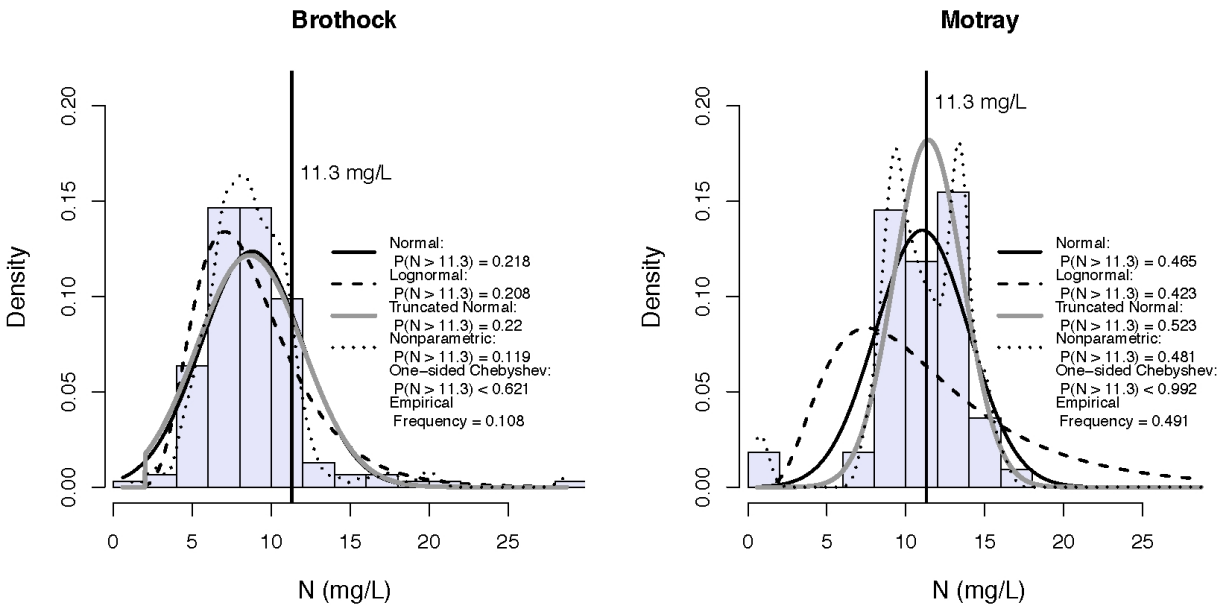 Brothock
0.20
0.15
0.10
0.05
0.00
Density
11.3 mg/L
Normal:
P(N > 11.3) = 0.218
Lognormal:
P(N > 11.3) = 0.208
Truncated Normal:
P(N > 11.3) = 0.22
Nonparametric:
P(N > 11.3) = 0.119
One−sided Chebyshev:
P(N > 11.3) < 0.621
Empirical
Frequency = 0.108
0 5 10 15 20 25
N (mg/L)
Motray
0.20
0.15
0.10
0.05
0.00
Density
11.3 mg/L
Normal:
P(N > 11.3) = 0.465
Lognormal:
P(N > 11.3) = 0.423
Truncated Normal:
P(N > 11.3) = 0.523
Nonparametric:
P(N > 11.3) = 0.481
One−sided Chebyshev:
P(N > 11.3) < 0.992
Empirical
Frequency = 0.491
0 5 10 15 20 25
N (mg/L)